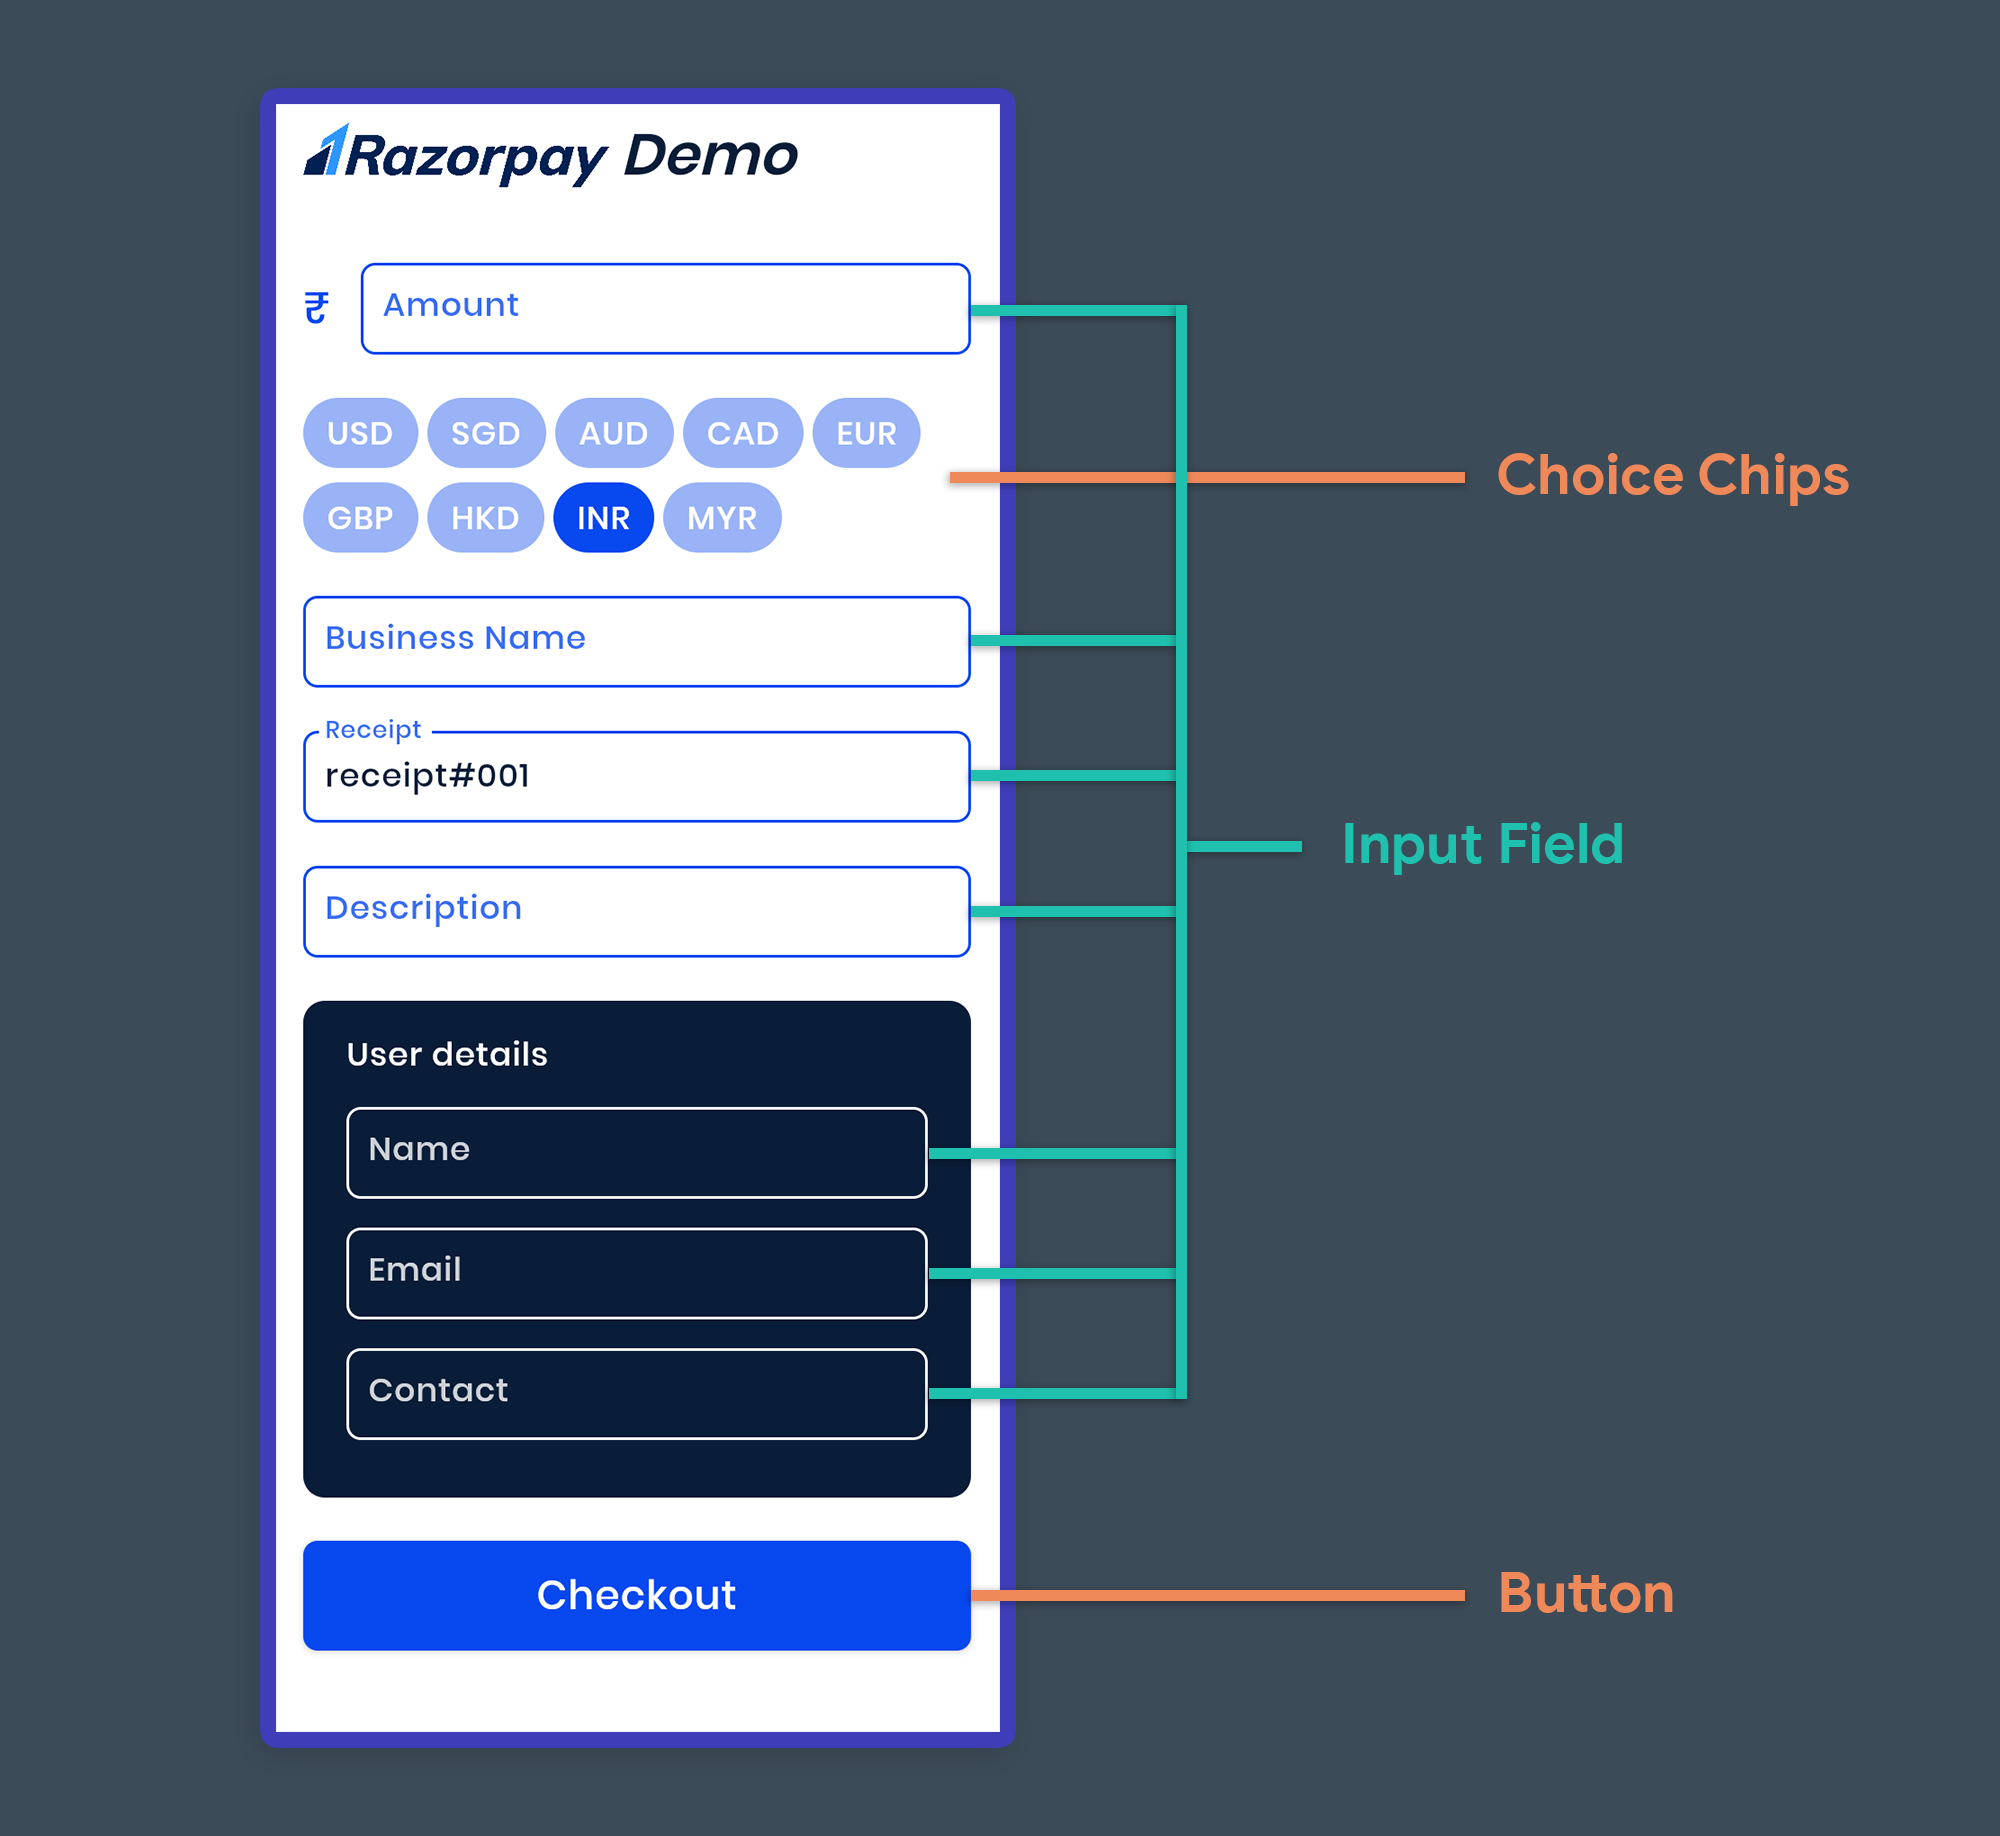 Razorpay Demo
₹ Amount
USD SGD AUD CAD EUR
Choice Chips
GBP HKD INR MYR
Business Name
Receipt
receipt#001
Input Field
Description
User details
Name
Email
Contact
Checkout
Button